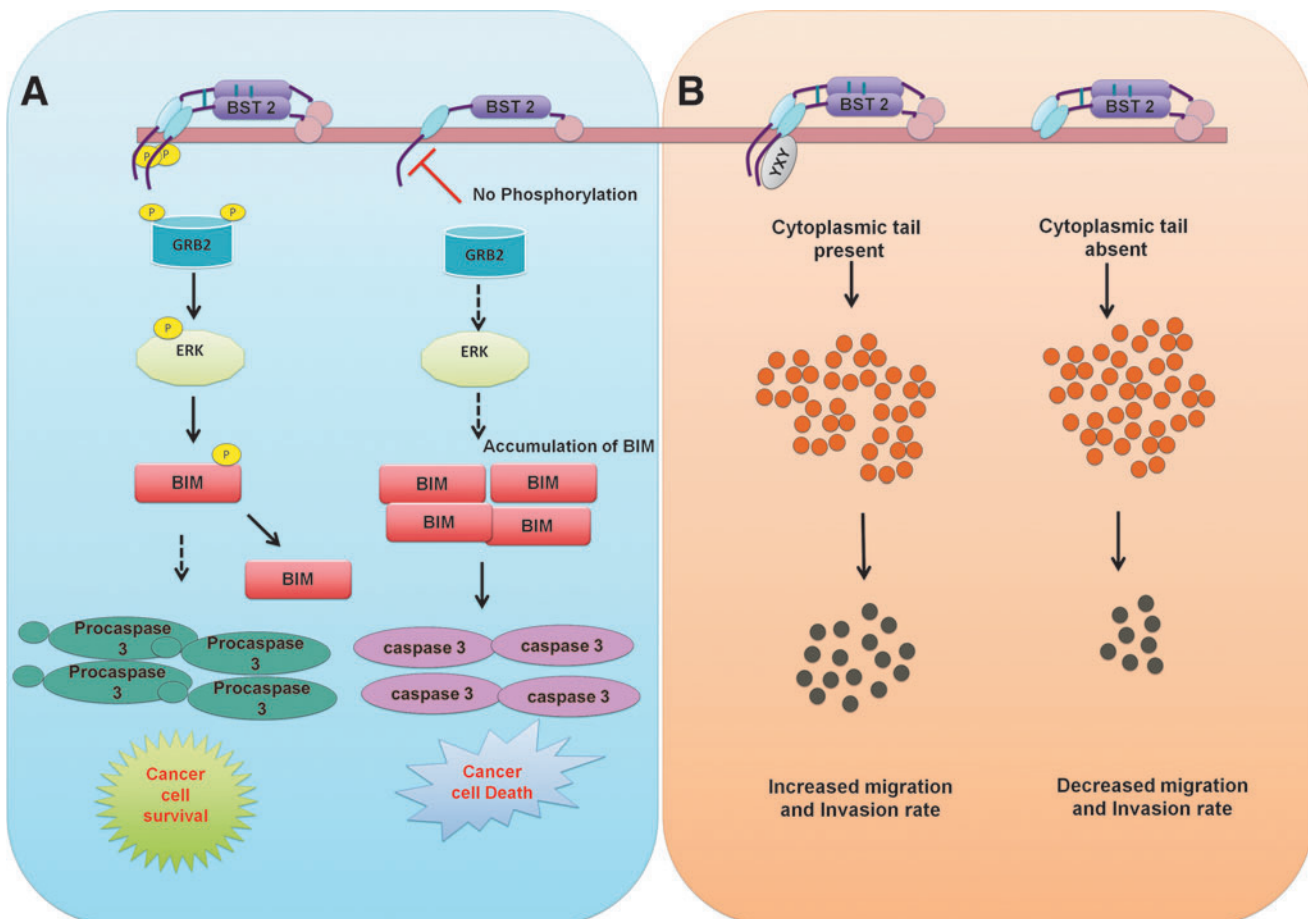 A
BST 2
P
P
P
P
GRB2
P
ERK
P
BIM
BIM
Procaspase
3
Procaspase
3
Procaspase
3
Procaspase
3
Cancer
cell
survival
BST 2
No Phosphorylation
GRB2
ERK
Accumulation of BIM
BIM
BIM
BIM
BIM
caspase 3
caspase 3
caspase 3
caspase 3
Cancer
cell Death
B
BST 2
YXY
Cytoplasmic tail
present
Increased migration
and Invasion rate
BST 2
Cytoplasmic tail
absent
Decreased migration
and Invasion rate